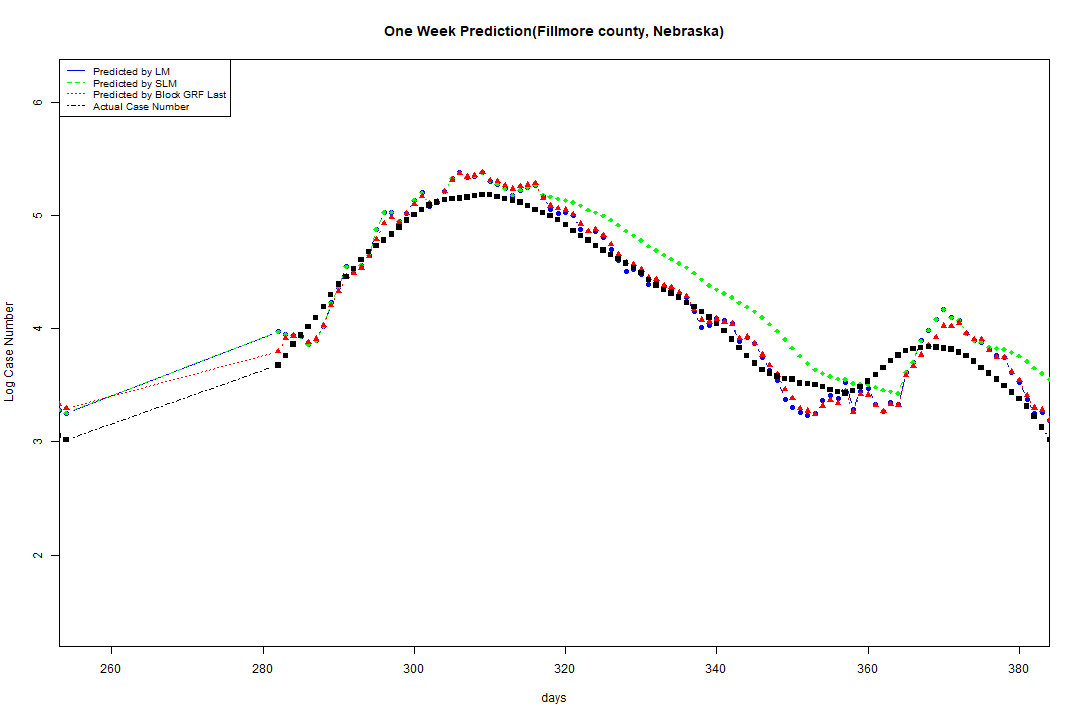 One Week Prediction(Fillmore county, Nebraska)
Predicted by LM
Predicted by SLM
Predicted by Block GRF Last
Actual Case Number
6
5
4
3
2
Log Case Number
260 280 300 320 340 360 380
days